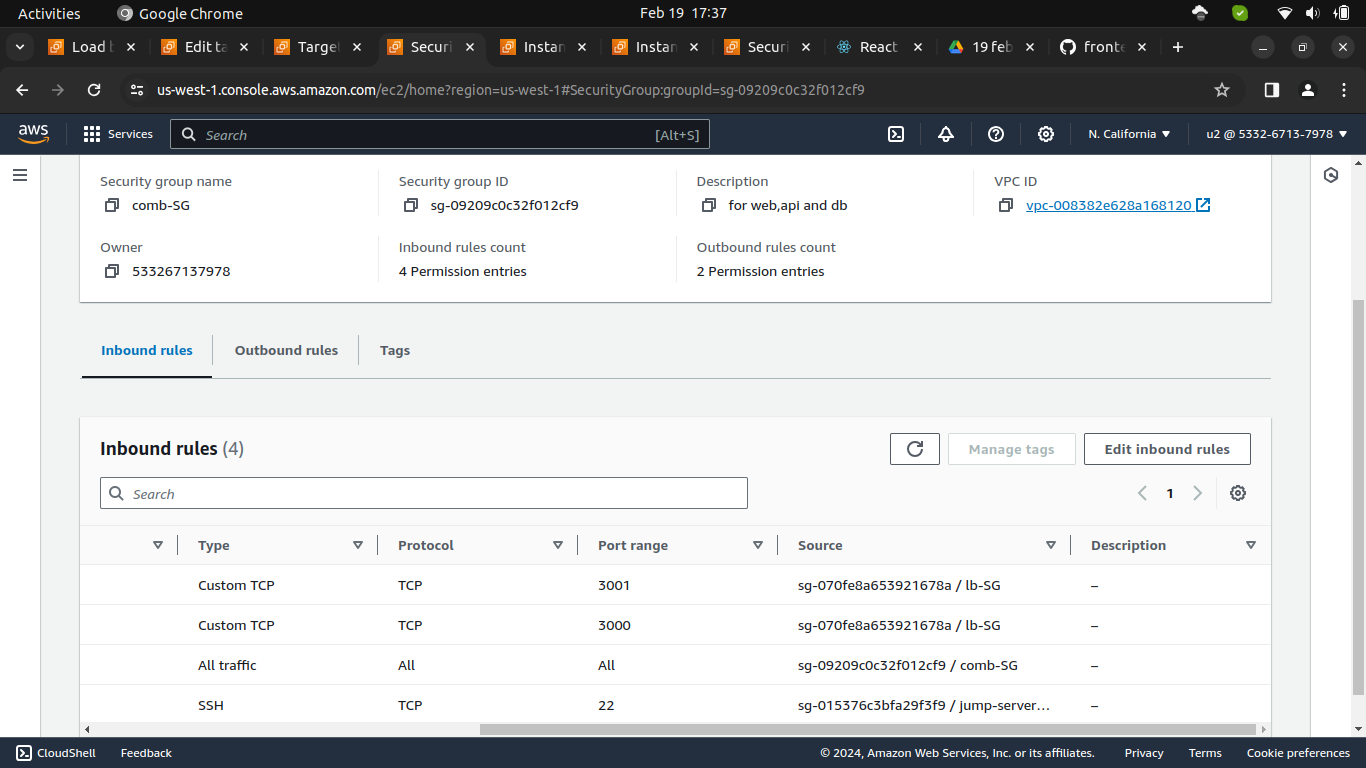 Activities Google Chrome Feb 19 17:37
Load b Edit ta Target Securi Instan Instan Securi React 19 feb fronte
us-west-1.console.aws.amazon.com/ec2/home?region=us-west-1#SecurityGroup:groupId=sg-09209c0c32f012cf9
aws Services Search [Alt+S] N. California u2 @ 5332-6713-7978
Security group name Security group ID Description VPC ID
comb-SG sg-09209c0c32f012cf9 for web,api and db vpc-008382e628a168120
Owner Inbound rules count Outbound rules count
533267137978 4 Permission entries 2 Permission entries
Inbound rules Outbound rules Tags
Inbound rules (4) Manage tags Edit inbound rules
Search 1
Type Protocol Port range Source Description
Custom TCP TCP 3001 sg-070fe8a653921678a / lb-SG –
Custom TCP TCP 3000 sg-070fe8a653921678a / lb-SG –
All traffic All All sg-09209c0c32f012cf9 / comb-SG –
SSH TCP 22 sg-015376c3bfa29f3f9 / jump-server… –
CloudShell Feedback © 2024, Amazon Web Services, Inc. or its affiliates. Privacy Terms Cookie preferences